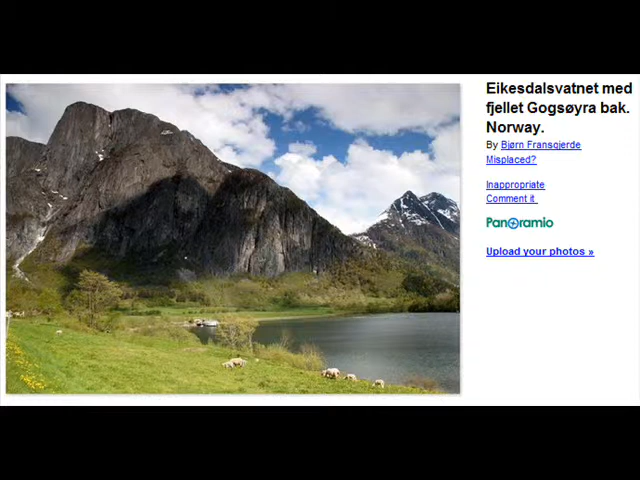 Eikesdalsvatnet med
fjellet Gogsøyra bak.
Norway.
By Bjørn Fransgjerde
Misplaced?
Inappropriate
Comment it
Panoramio
Upload your photos »